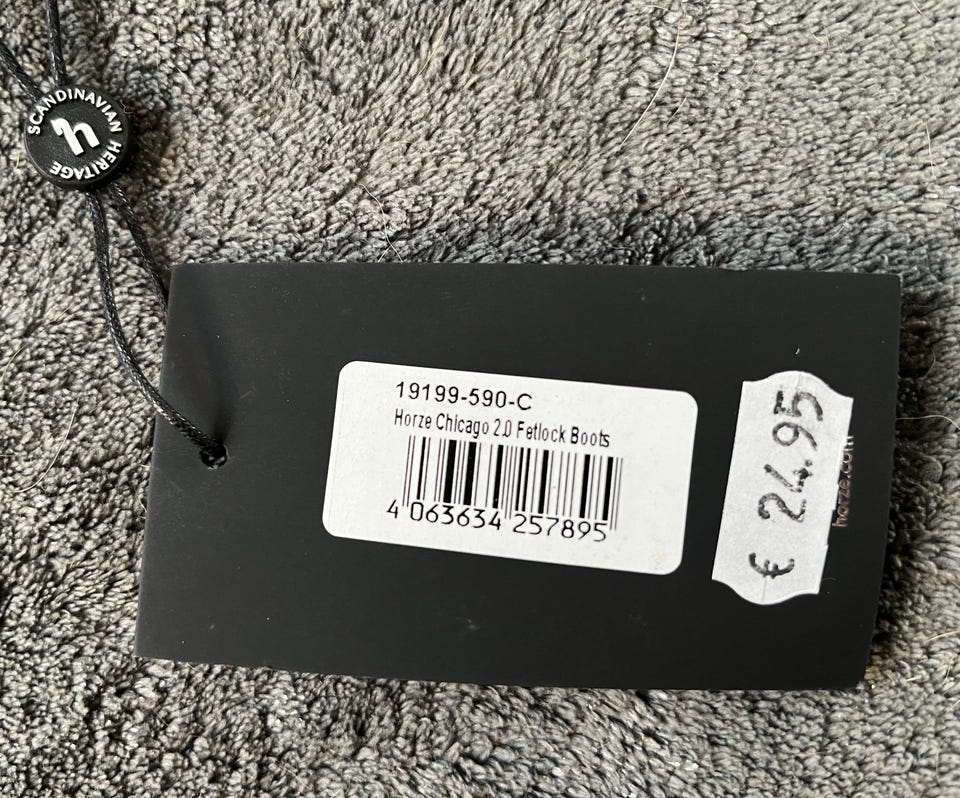 SCANDINAVIAN HERITAGE
h
19199-590-C
Horze Chicago 2.0 Fetlock Boots
4 063634 257895
€ 24.95
horze.com